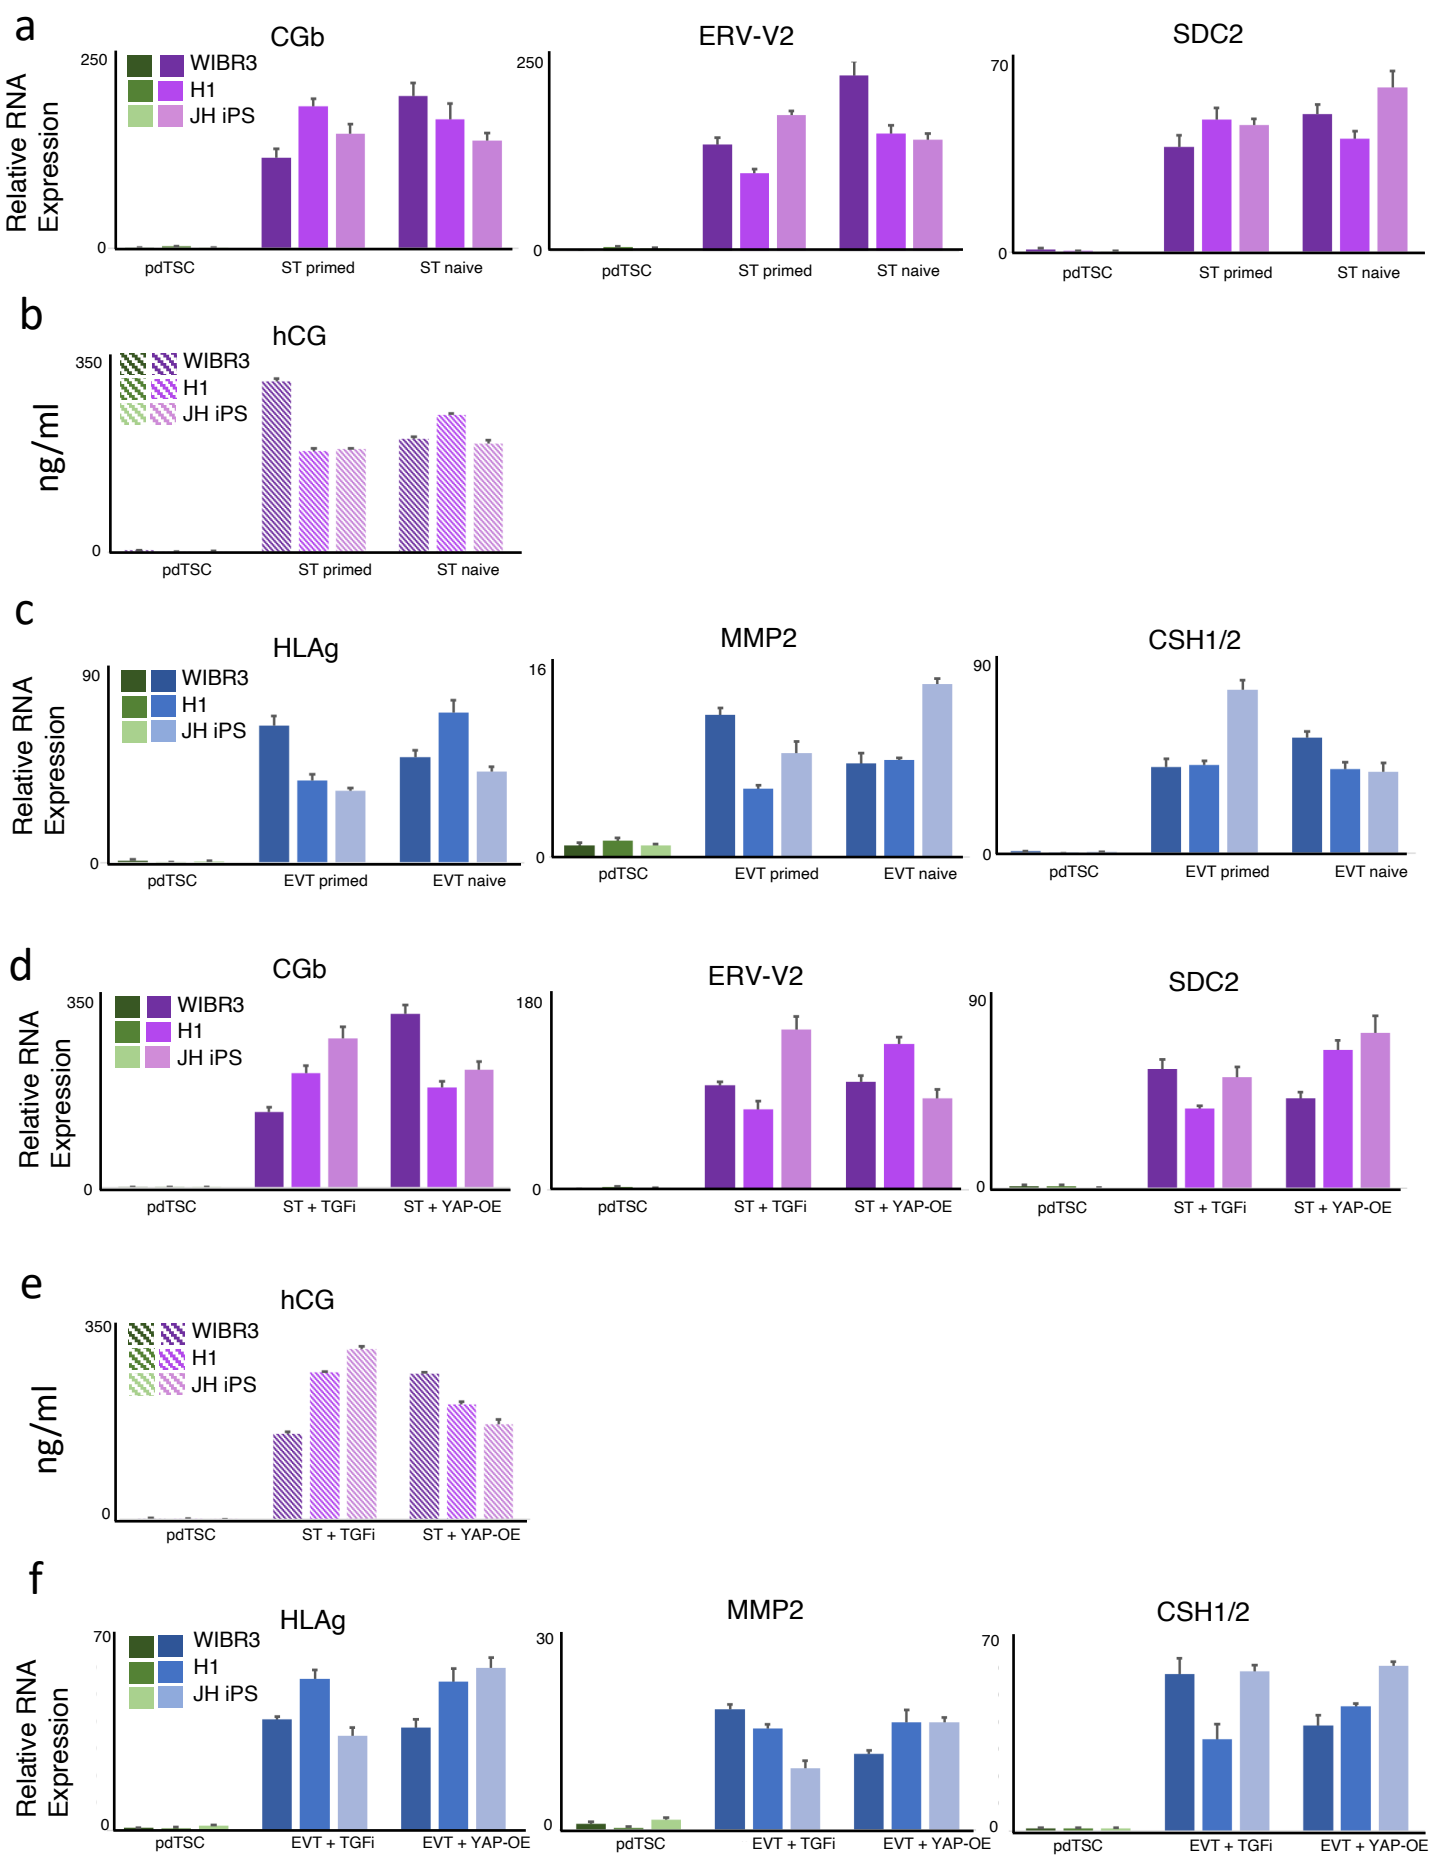 a
CGb
ERV-V2
SDC2
Relative RNA
Expression
250
0
WIBR3
H1
JH iPS
pdTSC
ST primed
ST naive
250
0
pdTSC
ST primed
ST naive
70
0
pdTSC
ST primed
ST naive
b
hCG
ng/ml
350
0
WIBR3
H1
JH iPS
pdTSC
ST primed
ST naive
c
HLAg
MMP2
CSH1/2
Relative RNA
Expression
90
0
WIBR3
H1
JH iPS
pdTSC
EVT primed
EVT naive
16
0
pdTSC
EVT primed
EVT naive
90
0
pdTSC
EVT primed
EVT naive
d
CGb
ERV-V2
SDC2
Relative RNA
Expression
350
0
WIBR3
H1
JH iPS
pdTSC
ST + TGFi
ST + YAP-OE
180
0
pdTSC
ST + TGFi
ST + YAP-OE
90
0
pdTSC
ST + TGFi
ST + YAP-OE
e
hCG
ng/ml
350
0
WIBR3
H1
JH iPS
pdTSC
ST + TGFi
ST + YAP-OE
f
HLAg
MMP2
CSH1/2
Relative RNA
Expression
70
0
WIBR3
H1
JH iPS
pdTSC
EVT + TGFi
EVT + YAP-OE
30
0
pdTSC
EVT + TGFi
EVT + YAP-OE
70
0
pdTSC
EVT + TGFi
EVT + YAP-OE